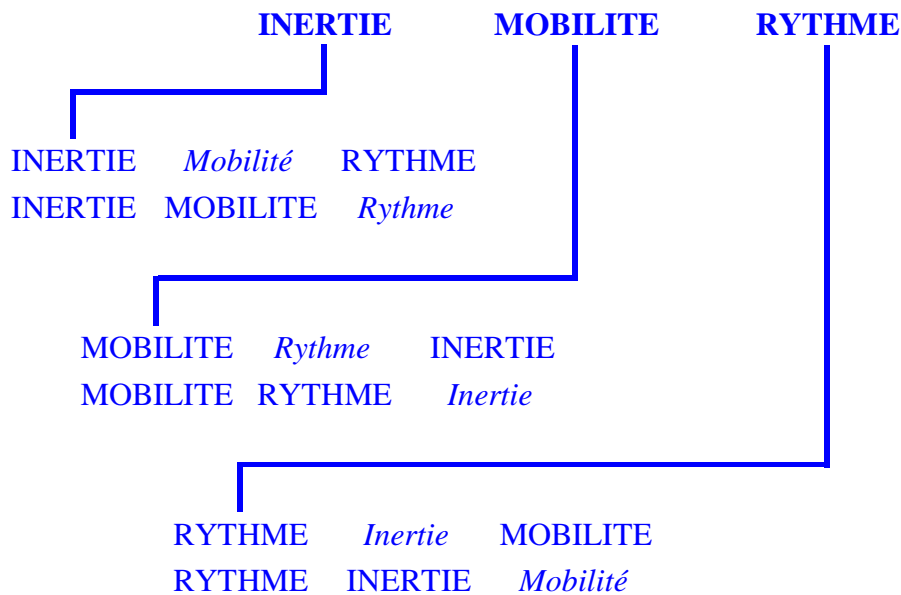 INERTIE MOBILITE RYTHME
INERTIE Mobilité RYTHME
INERTIE MOBILITE Rythme
MOBILITE Rythme INERTIE
MOBILITE RYTHME Inertie
RYTHME Inertie MOBILITE
RYTHME INERTIE Mobilité